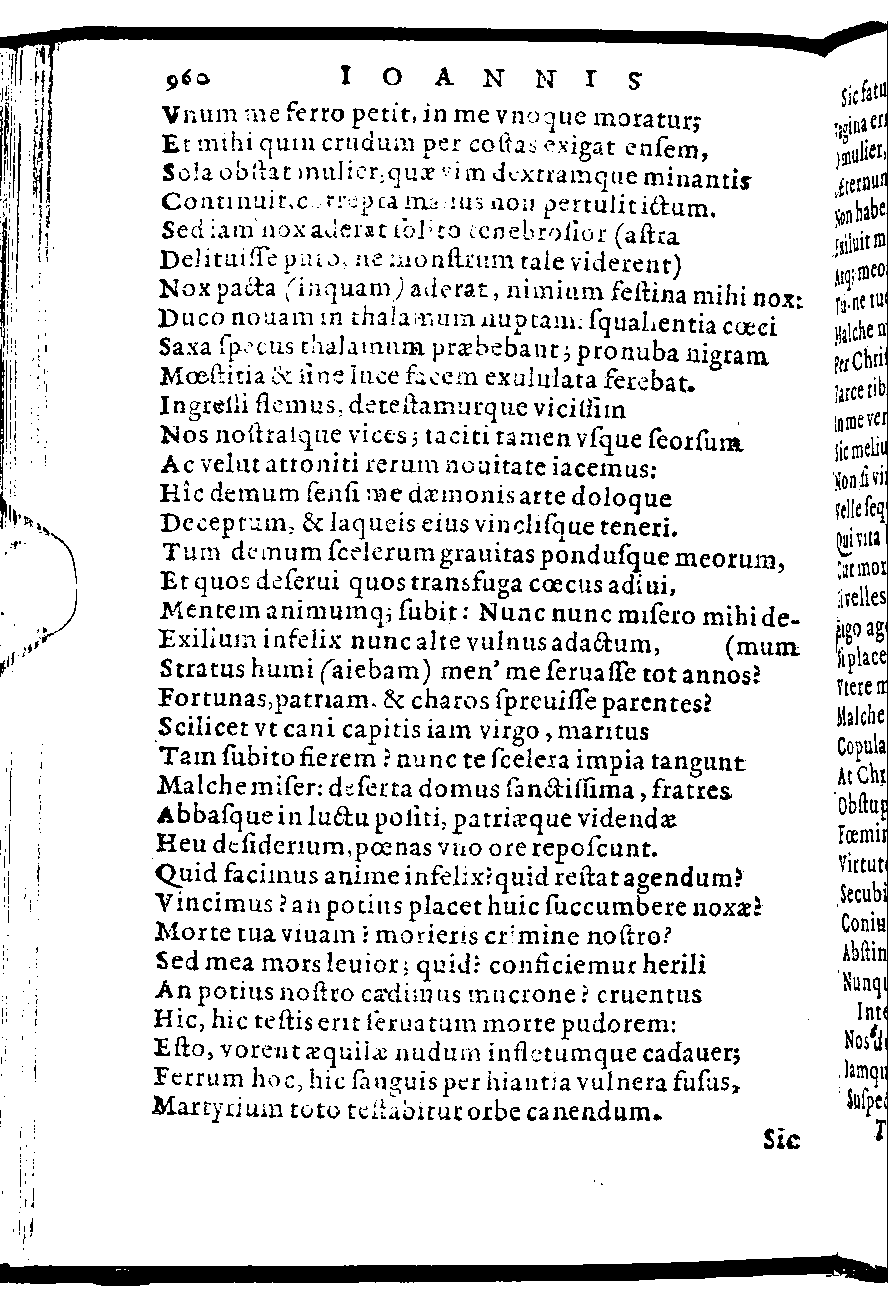 960 IOANNIS
Vnum me ferro petit, in me vnoque moratur;
Et mihi quin crudum per coſtas exigat enſem,
Sola obſtat mulier, quæ vim dextramque minantis
Continuit, non pertulit ictum.
Sed iam nox aderat ſolito tenebroſior (aſtra
Delituiſſe puto, ne monſtrum tale viderent)
Nox pacta (inquam) aderat, nimium feſtina mihi nox:
Duco nouam in thalamum nuptam: ſqualentia cœci
Saxa ſpecus thalamum præbebant; pronuba nigram
Mœſtitia & ſine luce facem exululata ferebat.
Ingreſſi flemus, deteſtamurque viciſſim
Nos noſtraſque vices; taciti tamen vſque ſeorſum
Ac velut attoniti rerum nouitate iacemus:
Hîc demum ſenſi me dæmonis arte doloque
Deceptum, & laqueis eius vincliſque teneri.
Tum demum ſcelerum grauitas ponduſque meorum,
Et quos deſerui quos transfuga cœcus adiui,
Mentem animumq; ſubit: Nunc nunc miſero mihi de-
Exilium infelix nunc alte vulnus adactum, (mum
Stratus humi (aiebam) men' me ſeruaſſe tot annos?
Fortunas, patriam, & charos ſpreuiſſe parentes?
Scilicet vt cani capitis iam virgo, maritus
Tam ſubito fierem? nunc te ſcelera impia tangunt
Malche miſer: deſerta domus ſanctiſſima, fratres
Abbaſque in luctu poſiti, patriæque videndæ
Heu deſiderium, pœnas vno ore repoſcunt.
Quid facimus anime infelix? quid reſtat agendum?
Vincimus? an potius placet huic ſuccumbere noxæ?
Morte tua viuam? morieris crimine noſtro?
Sed mea mors leuior; quid? conficiemur herili
An potius noſtro cædimus mucrone? cruentus
Hic, hic teſtis erit ſeruatum morte pudorem:
Eſto, vorent æquilæ nudum infletumque cadauer;
Ferrum hoc, hic ſanguis per hiantia vulnera fuſus,
Martyrium toto teſtabitur orbe canendum.
Sic